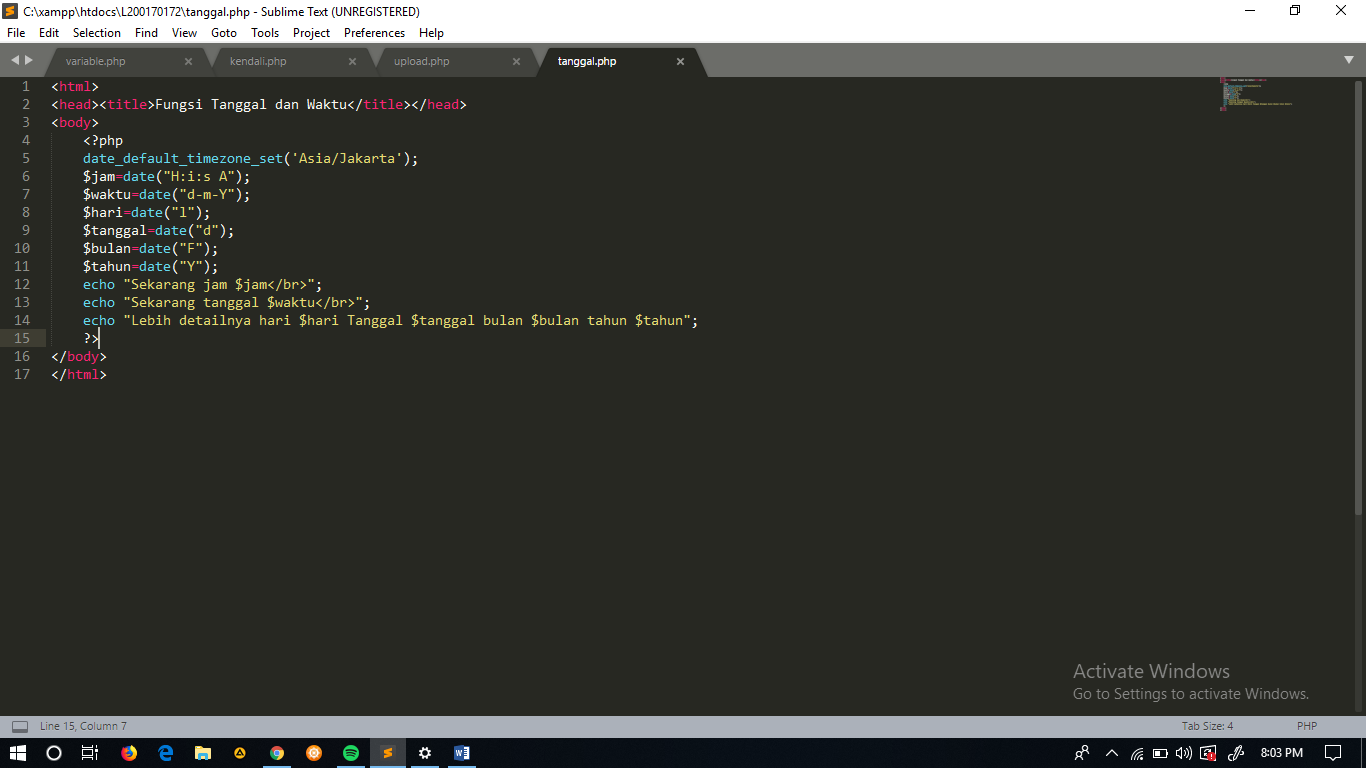 C:\xampp\htdocs\L200170172\tanggal.php - Sublime Text (UNREGISTERED)
File Edit Selection Find View Goto Tools Project Preferences Help
variable.php kendali.php upload.php tanggal.php
1 <html>
2 <head><title>Fungsi Tanggal dan Waktu</title></head>
3 <body>
4 <?php
5 date_default_timezone_set('Asia/Jakarta');
6 $jam=date("H:i:s A");
7 $waktu=date("d-m-Y");
8 $hari=date("l");
9 $tanggal=date("d");
10 $bulan=date("F");
11 $tahun=date("Y");
12 echo "Sekarang jam $jam</br>";
13 echo "Sekarang tanggal $waktu</br>";
14 echo "Lebih detailnya hari $hari Tanggal $tanggal bulan $bulan tahun $tahun";
15 ?>
16 </body>
17 </html>
Activate Windows
Go to Settings to activate Windows.
Line 15, Column 7 Tab Size: 4 PHP
8:03 PM